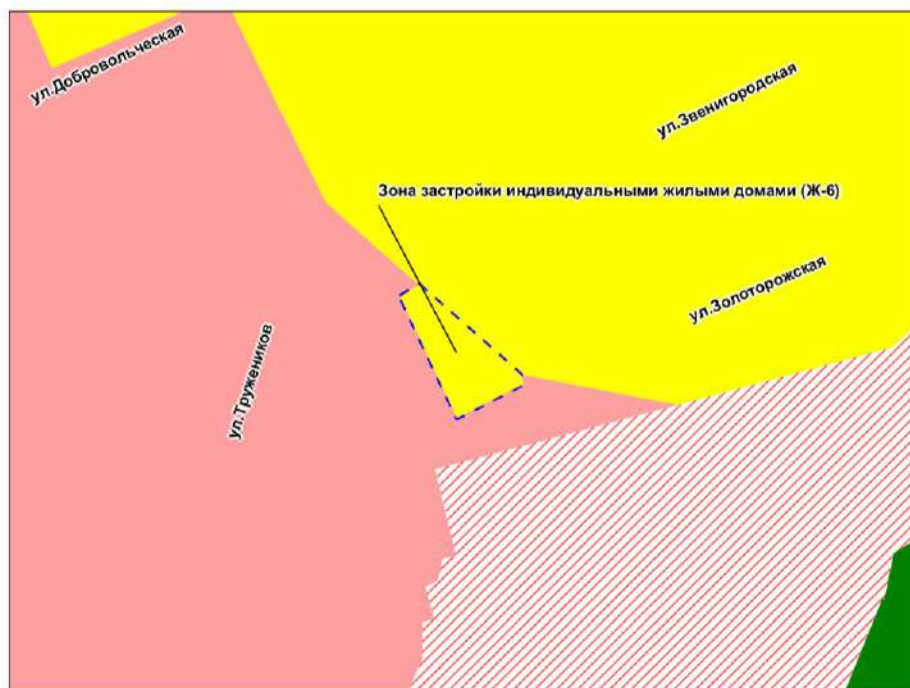 ул.Добровольческая
ул.Звенигородская
Зона застройки индивидуальными жилыми домами (Ж-6)
ул.Золоторожская
ул.Тружеников